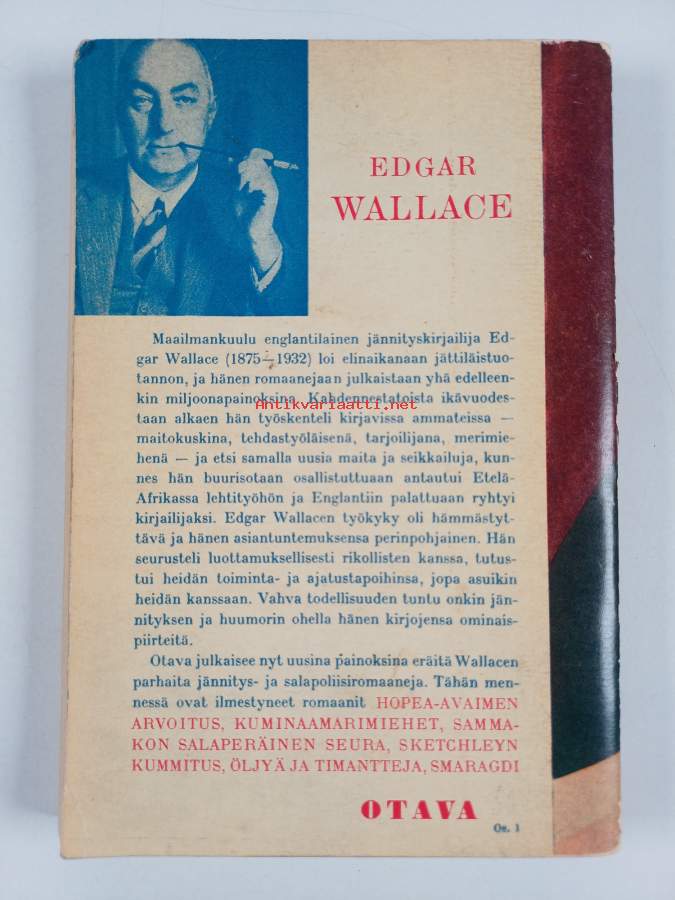 EDGAR
WALLACE
Maailmankuulu englantilainen jännityskirjailija Ed-
gar Wallace (1875—1932) loi elinaikanaan jättiläistuo-
tannon, ja hänen romaanejaan julkaistaan yhä edelleen-
kin miljoonapainoksina. Kahdennestatoista ikävuodes-
Antikvariaatti.net
taan alkaen hän työskenteli kirjavissa ammateissa —
maitokuskina, tehdastyöläisenä, tarjoilijana, merimie-
henä — ja etsi samalla uusia maita ja seikkailuja, kun-
nes hän buurisotaan osallistuttuaan antautui Etelä-
Afrikassa lehtityöhön ja Englantiin palattuaan ryhtyi
kirjailijaksi. Edgar Wallacen työkyky oli hämmästyt-
tävä ja hänen asiantuntemuksensa perinpohjainen. Hän
seurusteli luottamuksellisesti rikollisten kanssa, tutus-
tui heidän toiminta- ja ajatustapoihinsa, jopa asuikin
heidän kanssaan. Vahva todellisuuden tuntu onkin jän-
nityksen ja huumorin ohella hänen kirjojensa ominais-
piirteitä.
Otava julkaisee nyt uusina painoksina eräitä Wallacen
parhaita jännitys- ja salapoliisiromaaneja. Tähän men-
nessä ovat ilmestyneet romaanit HOPEA-AVAIMEN
ARVOITUS, KUMINAAMARIMIEHET, SAMMA-
KON SALAPERÄINEN SEURA, SKETCHLEYN
KUMMITUS, ÖLJYÄ JA TIMANTTEJA, SMARAGDI
OTAVA
Os. 1